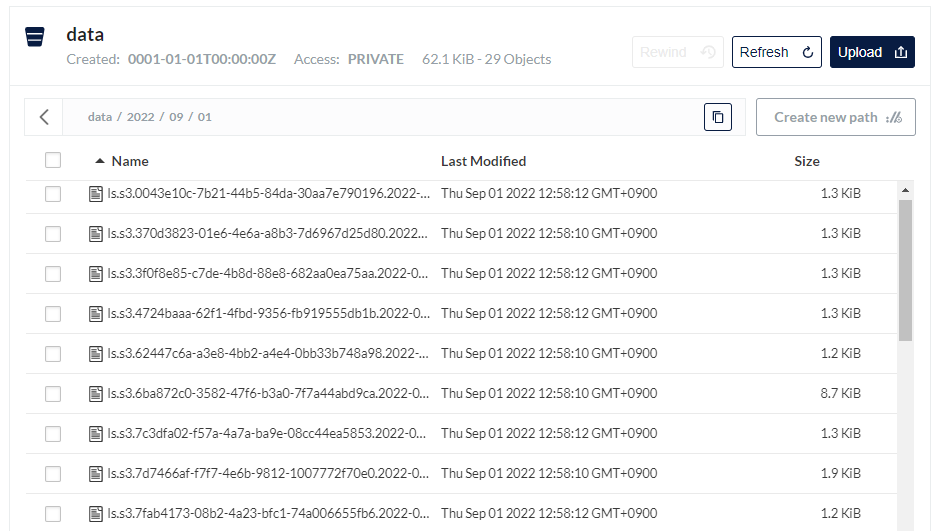 data
Created: 0001-01-01T00:00:00Z Access: PRIVATE 62.1 KiB - 29 Objects
Rewind Refresh Upload
data / 2022 / 09 / 01
Create new path
Name Last Modified Size
ls.s3.0043e10c-7b21-44b5-84da-30aa7e790196.2022-... Thu Sep 01 2022 12:58:12 GMT+0900 1.3 KiB
ls.s3.370d3823-01e6-4e6a-a8b3-7d6967d25d80.2022... Thu Sep 01 2022 12:58:10 GMT+0900 1.3 KiB
ls.s3.3f0f8e85-c7de-4b8d-88e8-682aa0ea75aa.2022-0... Thu Sep 01 2022 12:58:12 GMT+0900 1.3 KiB
ls.s3.4724baaa-62f1-4fbd-9356-fb919555db1b.2022-0... Thu Sep 01 2022 12:58:12 GMT+0900 1.3 KiB
ls.s3.62447c6a-a3e8-4bb2-a4e4-0bb33b748a98.2022-... Thu Sep 01 2022 12:58:10 GMT+0900 1.2 KiB
ls.s3.6ba872c0-3582-47f6-b3a0-7f7a44abd9ca.2022-0... Thu Sep 01 2022 12:58:10 GMT+0900 8.7 KiB
ls.s3.7c3dfa02-f57a-4a7a-ba9e-08cc44ea5853.2022-0... Thu Sep 01 2022 12:58:12 GMT+0900 1.3 KiB
ls.s3.7d7466af-f7f7-4e6b-9812-1007772f70e0.2022-0... Thu Sep 01 2022 12:58:10 GMT+0900 1.9 KiB
ls.s3.7fab4173-08b2-4a23-bfc1-74a006655fb6.2022-0... Thu Sep 01 2022 12:58:12 GMT+0900 1.2 KiB